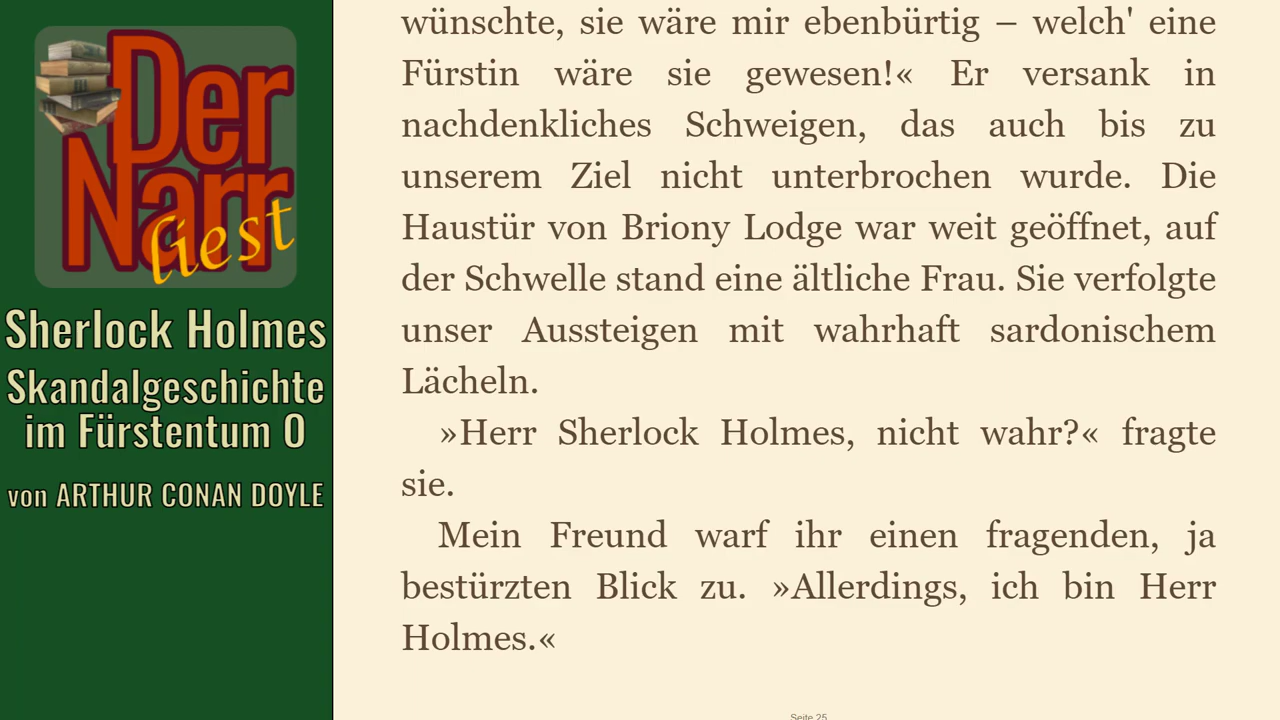 Der
Narr
liest
Sherlock Holmes
Skandalgeschichte
im Fürstentum O
von ARTHUR CONAN DOYLE
wünschte, sie wäre mir ebenbürtig – welch' eine
Fürstin wäre sie gewesen!« Er versank in
nachdenkliches Schweigen, das auch bis zu
unserem Ziel nicht unterbrochen wurde. Die
Haustür von Briony Lodge war weit geöffnet, auf
der Schwelle stand eine ältliche Frau. Sie verfolgte
unser Aussteigen mit wahrhaft sardonischem
Lächeln.
»Herr Sherlock Holmes, nicht wahr?« fragte
sie.
Mein Freund warf ihr einen fragenden, ja
bestürzten Blick zu. »Allerdings, ich bin Herr
Holmes.«
Seite 25